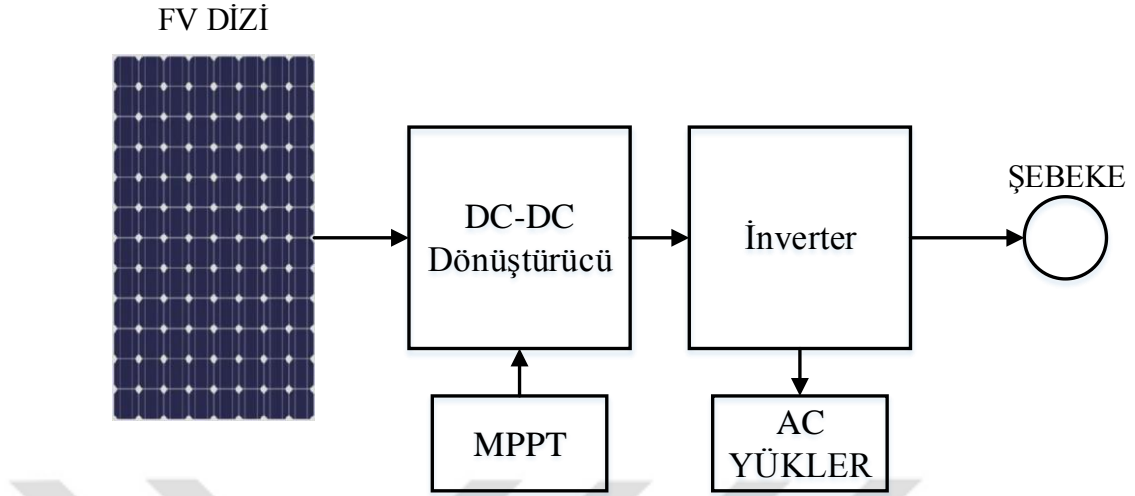 FV DİZİ
DC-DC
Dönüştürücü
İnverter
ŞEBEKE
MPPT
AC
YÜKLER